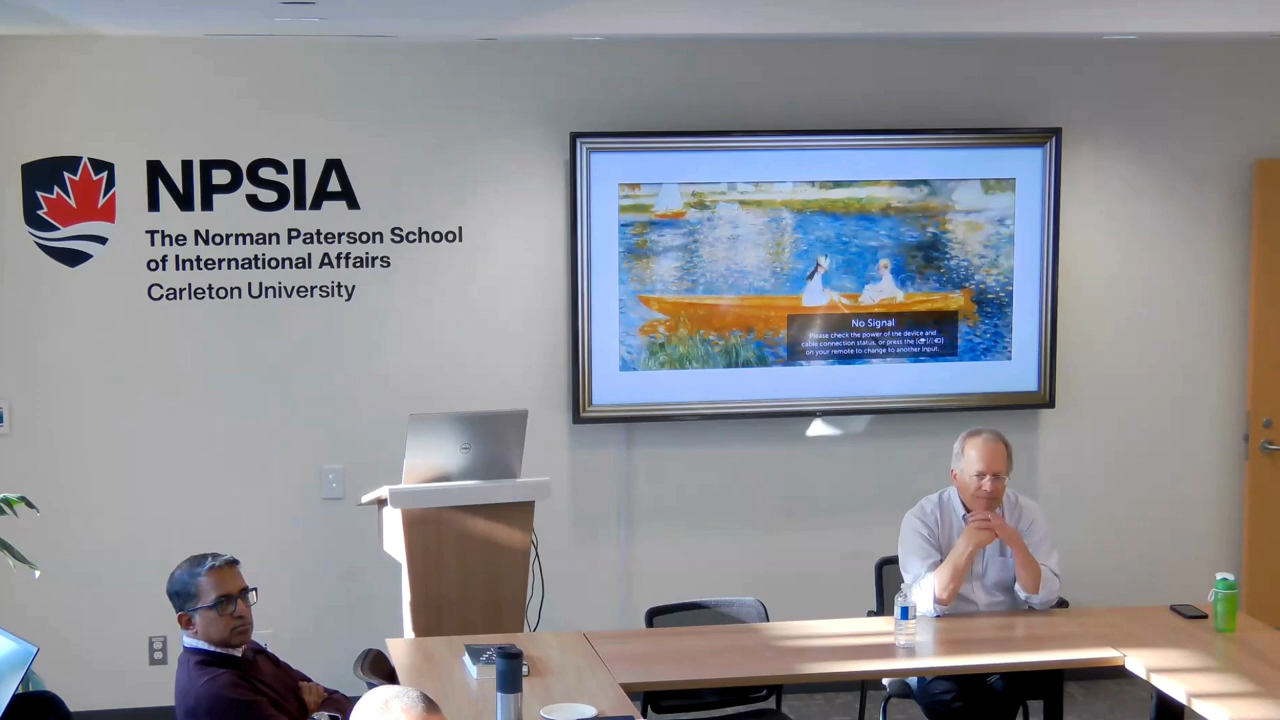 NPSIA
The Norman Paterson School
of International Affairs
Carleton University
No Signal
Please check the power of the device and
cable connection status, or press the
on your remote to change to another input.
DELL